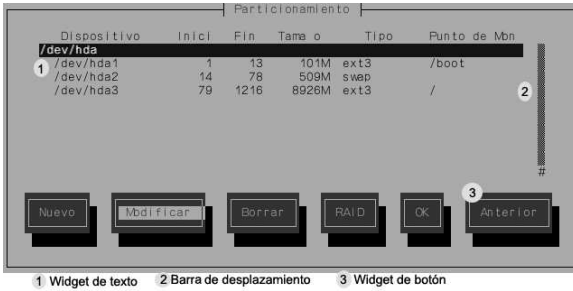 Particionamiento
Dispositivo Inici Fin Tama o Tipo Punto de Mon
/dev/hda
1 /dev/hda1 1 13 101M ext3 /boot
/dev/hda2 14 78 509M swap
/dev/hda3 79 1216 8926M ext3 /
2
#
3
Nuevo Modificar Borrar RAID OK Anterior
1 Widget de texto 2 Barra de desplazamiento 3 Widget de botón